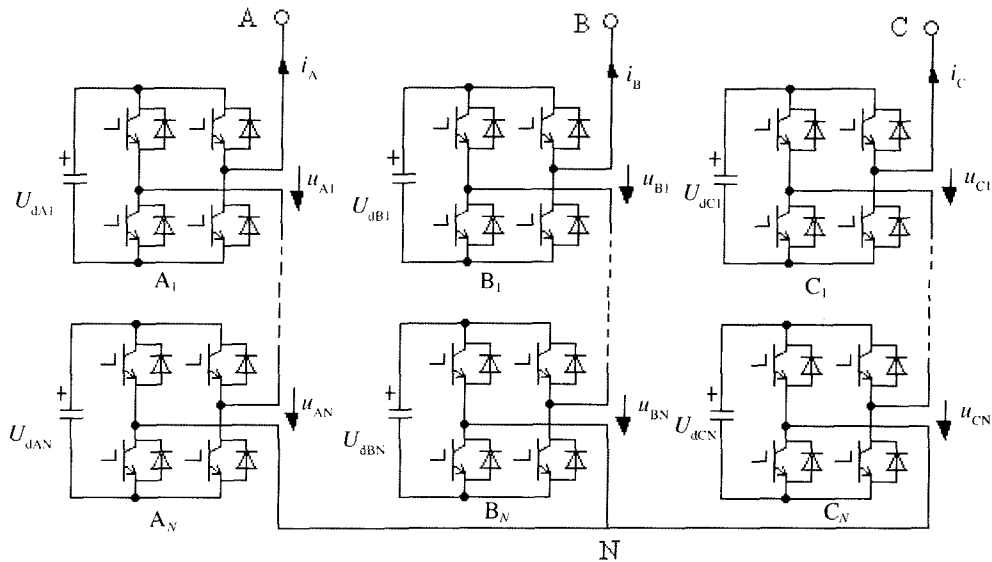 A B C
i_A i_B i_C
+ + +
U_dA1 u_A1 U_dB1 u_B1 U_dC1 u_C1
A_1 B_1 C_1
+ + +
U_dAN u_AN U_dBN u_BN U_dCN u_CN
A_N B_N C_N
N